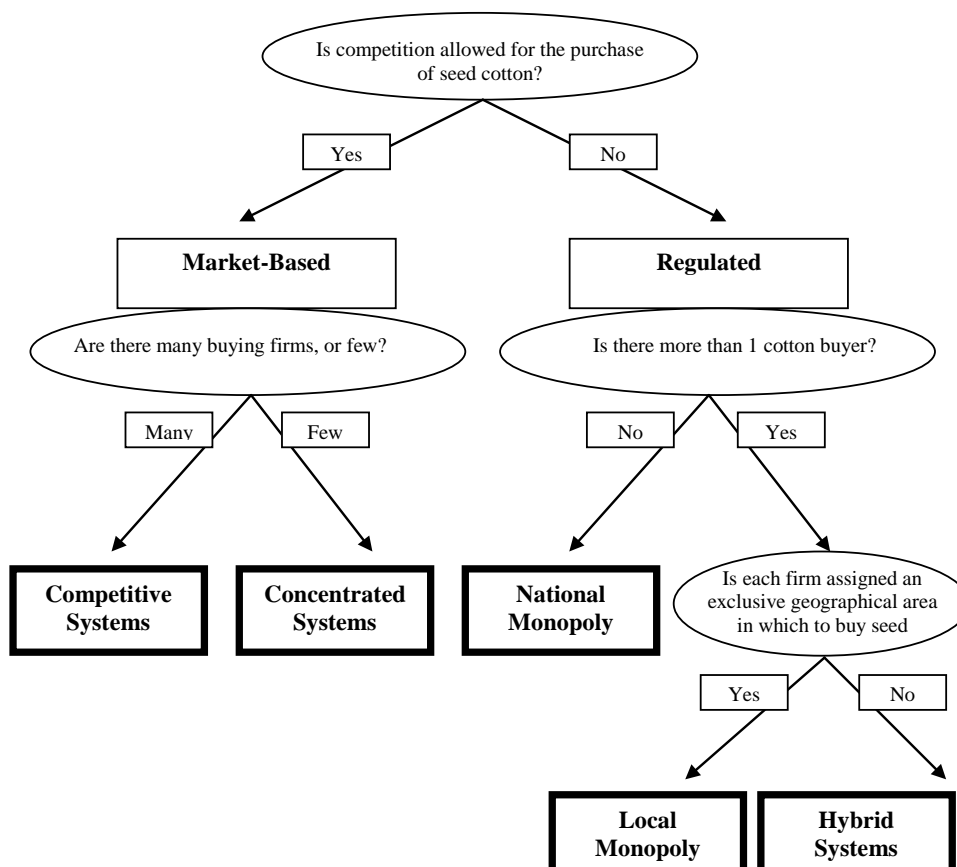 Is competition allowed for the purchase
of seed cotton?
Yes
No
Market-Based
Regulated
Are there many buying firms, or few?
Is there more than 1 cotton buyer?
Many
Few
No
Yes
Competitive
Systems
Concentrated
Systems
National
Monopoly
Is each firm assigned an
exclusive geographical area
in which to buy seed
Yes
No
Local
Monopoly
Hybrid
Systems